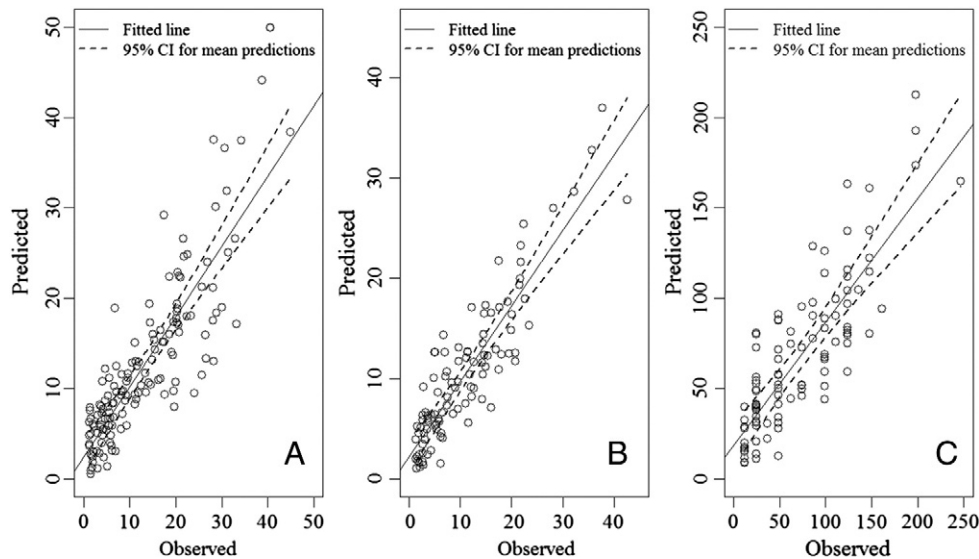 Fitted line
95% CI for mean predictions
50
40
30
20
10
0
Predicted
A
0 10 20 30 40 50
Observed
Fitted line
95% CI for mean predictions
40
30
20
10
0
Predicted
B
0 10 20 30 40
Observed
Fitted line
95% CI for mean predictions
250
200
150
100
50
0
Predicted
C
0 50 100 150 200 250
Observed